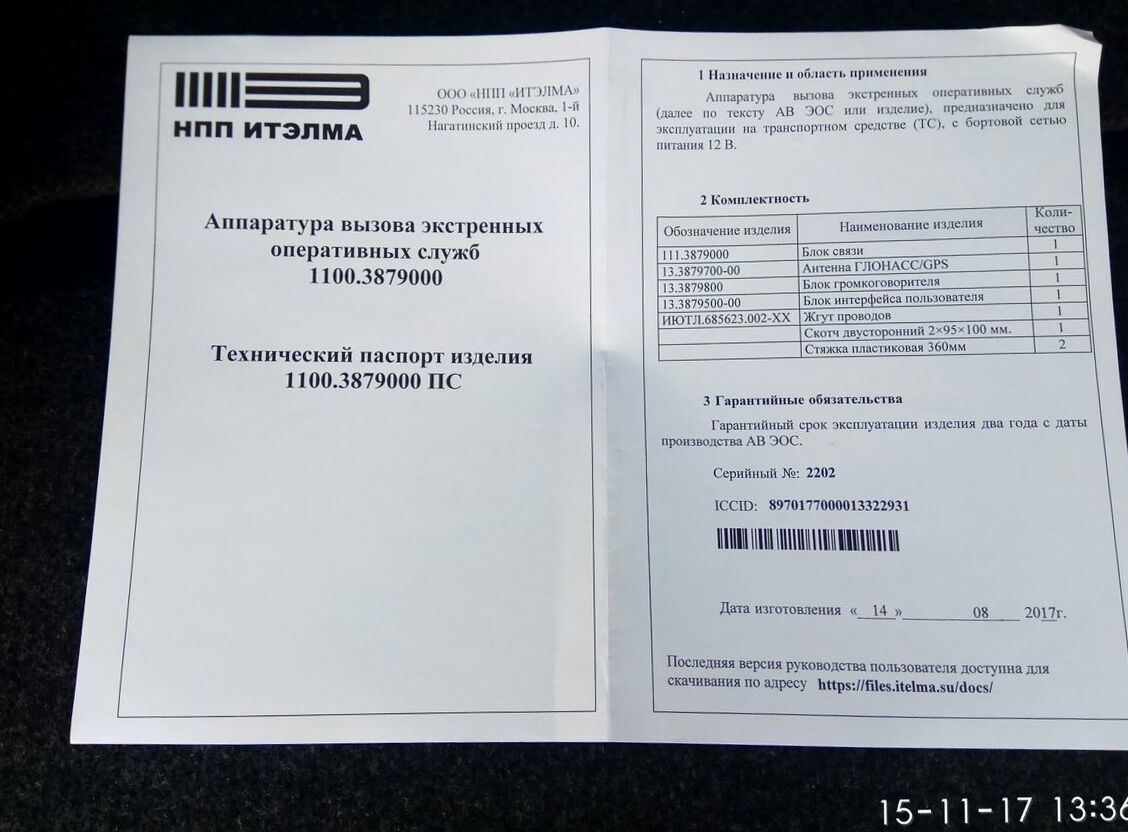 НПП ИТЭЛМА
ООО «НПП «ИТЭЛМА»
115230 Россия, г. Москва, 1-й
Нагатинский проезд д. 10.
Аппаратура вызова экстренных
оперативных служб
1100.3879000
Технический паспорт изделия
1100.3879000 ПС
1 Назначение и область применения
Аппаратура вызова экстренных оперативных служб
(далее по тексту АВ ЭОС или изделие), предназначено для
эксплуатации на транспортном средстве (ТС), с бортовой сетью
питания 12 В.
2 Комплектность
Обозначение изделия Наименование изделия Коли-
чество
111.3879000 Блок связи 1
13.3879700-00 Антенна ГЛОНАСС/GPS 1
13.3879800 Блок громкоговорителя 1
13.3879500-00 Блок интерфейса пользователя 1
ИЮТЛ.685623.002-ХХ Жгут проводов 1
Скотч двусторонний 2×95×100 мм. 1
Стяжка пластиковая 360мм 2
3 Гарантийные обязательства
Гарантийный срок эксплуатации изделия два года с даты
производства АВ ЭОС.
Серийный №: 2202
ICCID: 8970177000013322931
Дата изготовления «__14__»__________08____2017г.
Последняя версия руководства пользователя доступна для
скачивания по адресу https://files.itelma.su/docs/
15-11-17 13:36